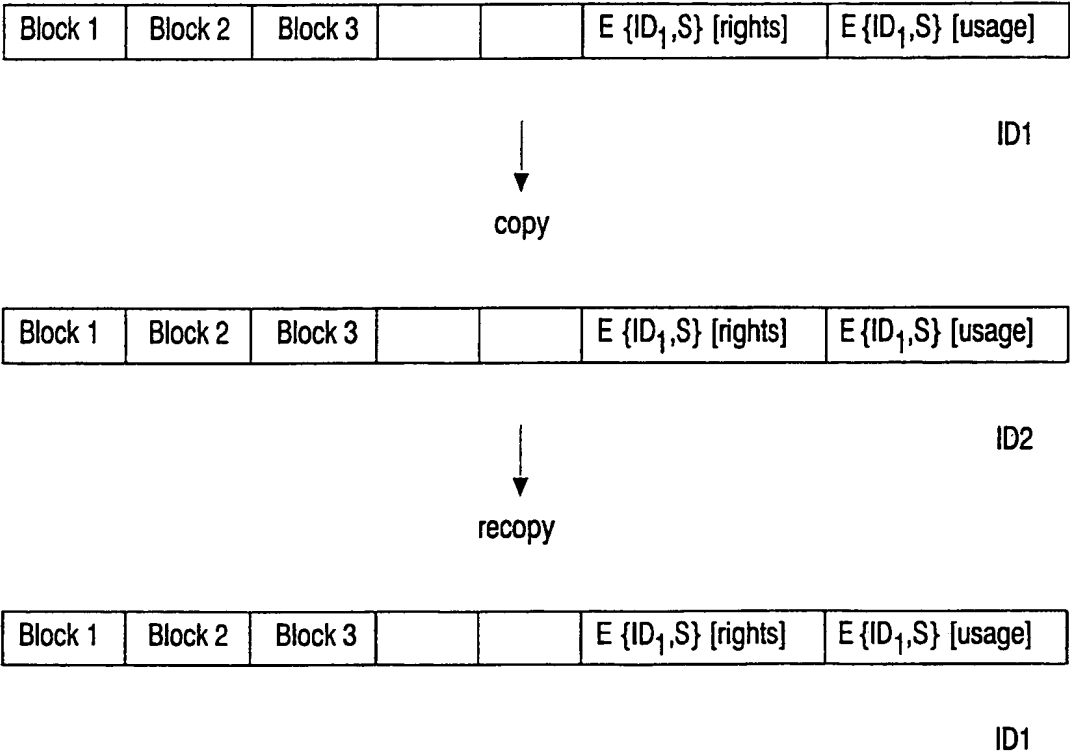 Block 1 Block 2 Block 3 E {ID₁,S} [rights] E {ID₁,S} [usage]
ID1
copy
Block 1 Block 2 Block 3 E {ID₁,S} [rights] E {ID₁,S} [usage]
ID2
recopy
Block 1 Block 2 Block 3 E {ID₁,S} [rights] E {ID₁,S} [usage]
ID1